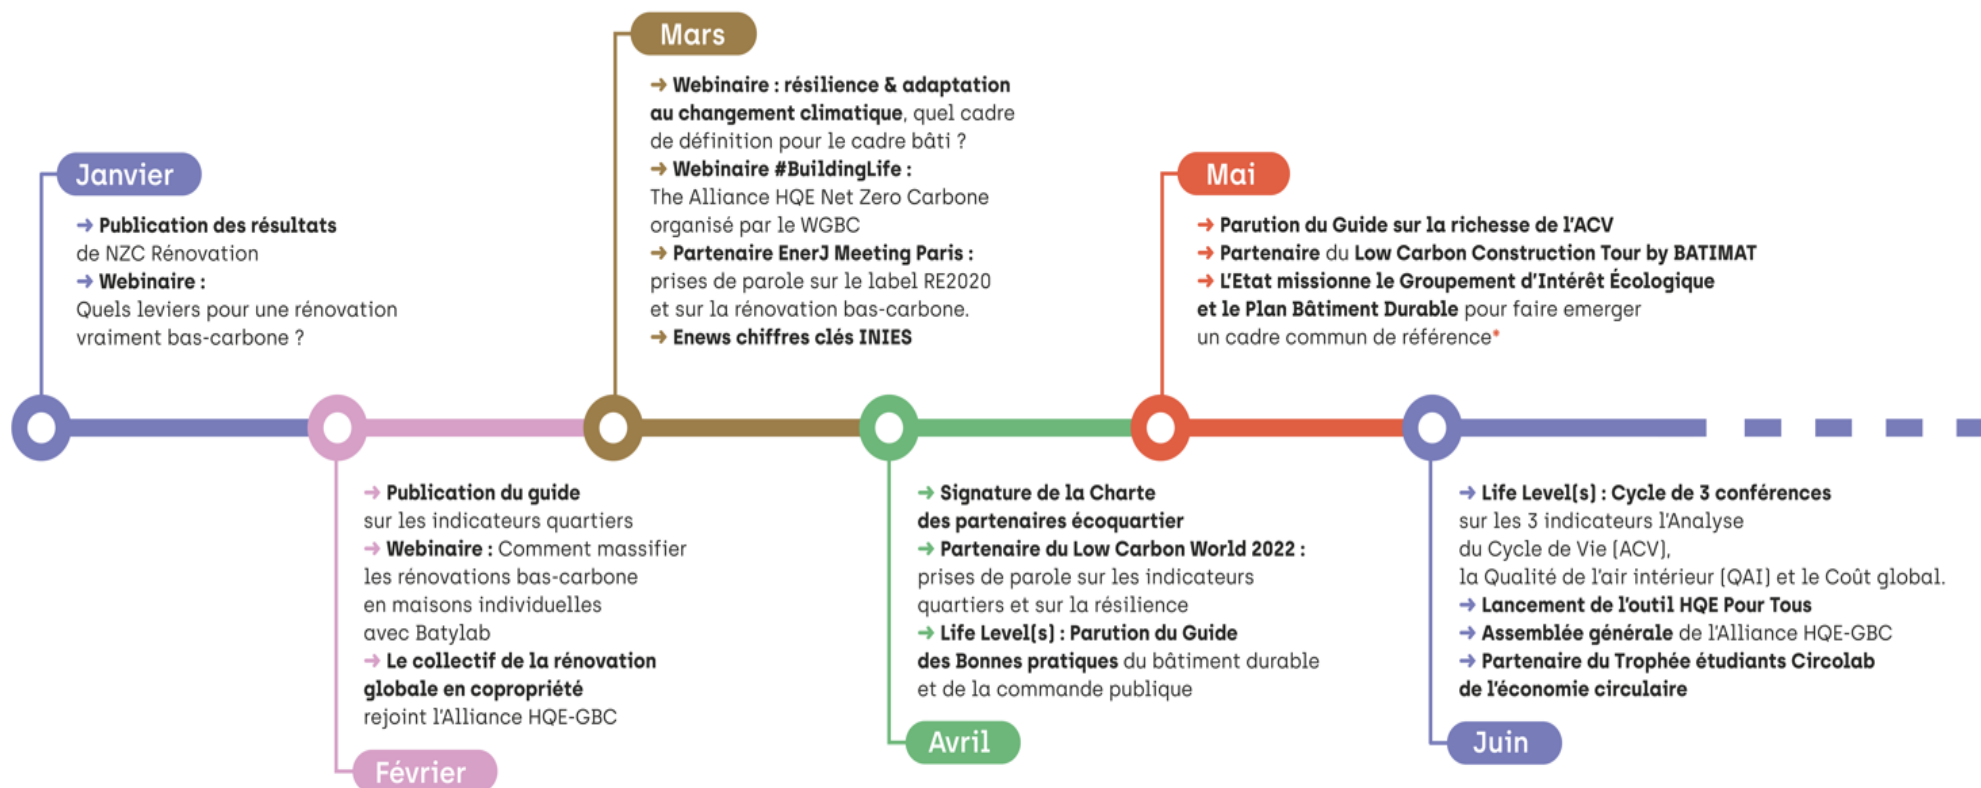 Janvier
→ Publication des résultats
de NZC Rénovation
→ Webinaire :
Quels leviers pour une rénovation
vraiment bas-carbone ?
→ Publication du guide
sur les indicateurs quartiers
→ Webinaire : Comment massifier
les rénovations bas-carbone
en maisons individuelles
avec Batylab
→ Le collectif de la rénovation
globale en copropriété
rejoint l'Alliance HQE-GBC
Février
Mars
→ Webinaire : résilience & adaptation
au changement climatique, quel cadre
de définition pour le cadre bâti ?
→ Webinaire #BuildingLife :
The Alliance HQE Net Zero Carbone
organisé par le WGBC
→ Partenaire EnerJ Meeting Paris :
prises de parole sur le label RE2020
et sur la rénovation bas-carbone.
→ Enews chiffres clés INIES
→ Signature de la Charte
des partenaires écoquartier
→ Partenaire du Low Carbon World 2022 :
prises de parole sur les indicateurs
quartiers et sur la résilience
→ Life Level(s) : Parution du Guide
des Bonnes pratiques du bâtiment durable
et de la commande publique
Avril
Mai
→ Parution du Guide sur la richesse de l'ACV
→ Partenaire du Low Carbon Construction Tour by BATIMAT
→ L'Etat missionne le Groupement d'Intérêt Écologique
et le Plan Bâtiment Durable pour faire emerger
un cadre commun de référence*
→ Life Level(s) : Cycle de 3 conférences
sur les 3 indicateurs l'Analyse
du Cycle de Vie (ACV),
la Qualité de l'air intérieur (QAI) et le Coût global.
→ Lancement de l'outil HQE Pour Tous
→ Assemblée générale de l'Alliance HQE-GBC
→ Partenaire du Trophée étudiants Circolab
de l'économie circulaire
Juin